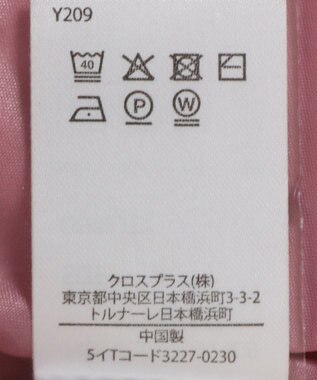 Y209
40
P W
クロスプラス(株)
東京都中央区日本橋浜町3-3-2
トルナーレ日本橋浜町
中国製
5イTコード3227-0230